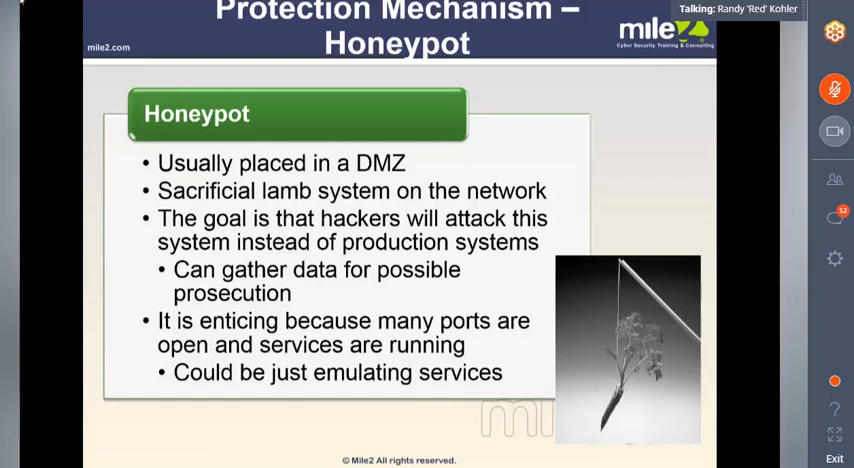 Talking: Randy 'Red' Kohler
Protection Mechanism –
Honeypot
mile2.com
mile2
Cyber Security Training & Consulting
Honeypot
• Usually placed in a DMZ
• Sacrificial lamb system on the network
• The goal is that hackers will attack this
system instead of production systems
• Can gather data for possible
prosecution
• It is enticing because many ports are
open and services are running
• Could be just emulating services
mi
© Mile2 All rights reserved.
12
?
Exit